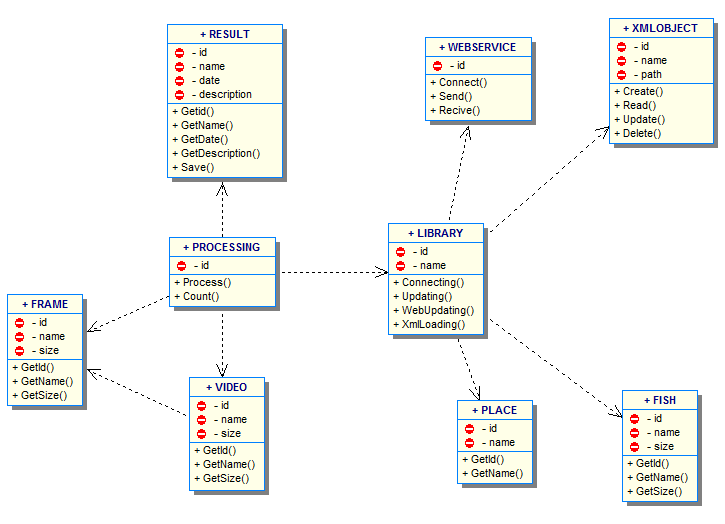 + RESULT
- id
- name
- date
- description
+ Getid()
+ GetName()
+ GetDate()
+ GetDescription()
+ Save()
+ WEBSERVICE
- id
+ Connect()
+ Send()
+ Recive()
+ XMLOBJECT
- id
- name
- path
+ Create()
+ Read()
+ Update()
+ Delete()
+ PROCESSING
- id
+ Process()
+ Count()
+ LIBRARY
- id
- name
+ Connecting()
+ Updating()
+ WebUpdating()
+ XmlLoading()
+ FRAME
- id
- name
- size
+ GetId()
+ GetName()
+ GetSize()
+ VIDEO
- id
- name
- size
+ GetId()
+ GetName()
+ GetSize()
+ PLACE
- id
- name
+ GetId()
+ GetName()
+ FISH
- id
- name
- size
+ GetId()
+ GetName()
+ GetSize()